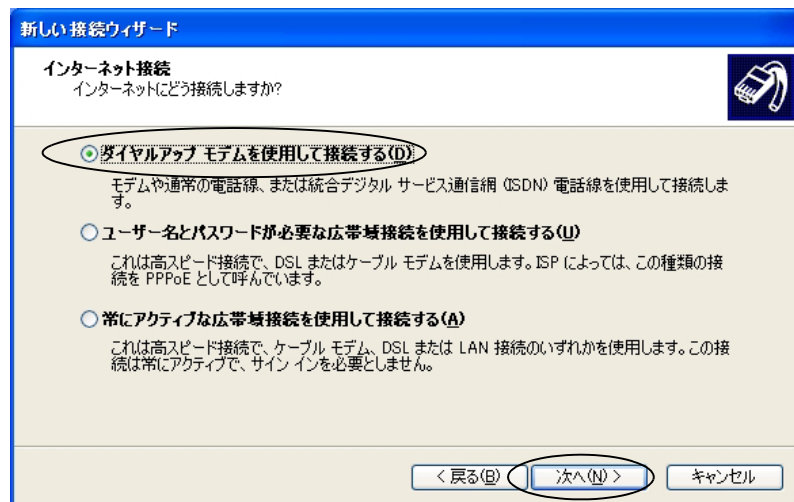 新しい接続ウィザード
インターネット接続
インターネットにどう接続しますか?
ダイヤルアップ モデムを使用して接続する(D)
モデムや通常の電話線、または統合デジタル サービス通信網 (ISDN) 電話線を使用して接続しま
す。
ユーザー名とパスワードが必要な広帯域接続を使用して接続する(U)
これは高スピード接続で、DSL またはケーブル モデムを使用します。ISP によっては、この種類の接
続を PPPoE として呼んでいます。
常にアクティブな広帯域接続を使用して接続する(A)
これは高スピード接続で、ケーブル モデム、DSL または LAN 接続のいずれかを使用します。この接
続は常にアクティブで、サイン インを必要としません。
< 戻る(B) 次へ(N) > キャンセル